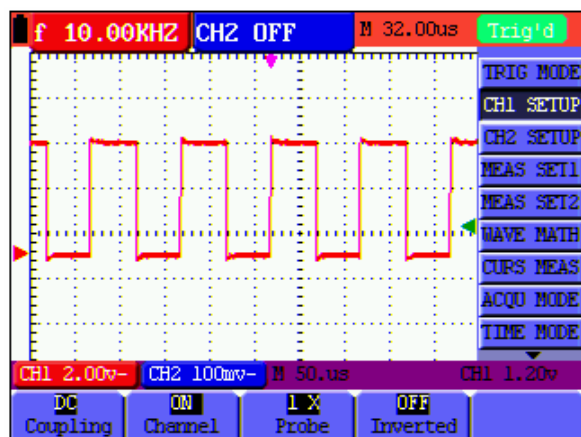 f 10.00KHZ CH2 OFF M 32.00us Trig'd
TRIG MODE
CH1 SETUP
CH2 SETUP
MEAS SET1
MEAS SET2
WAVE MATH
CURS MEAS
ACQU MODE
TIME MODE
CH1 2.00v- CH2 100mv- M 50.us CH1 1.20v
DC ON 1 X OFF
Coupling Channel Probe Inverted